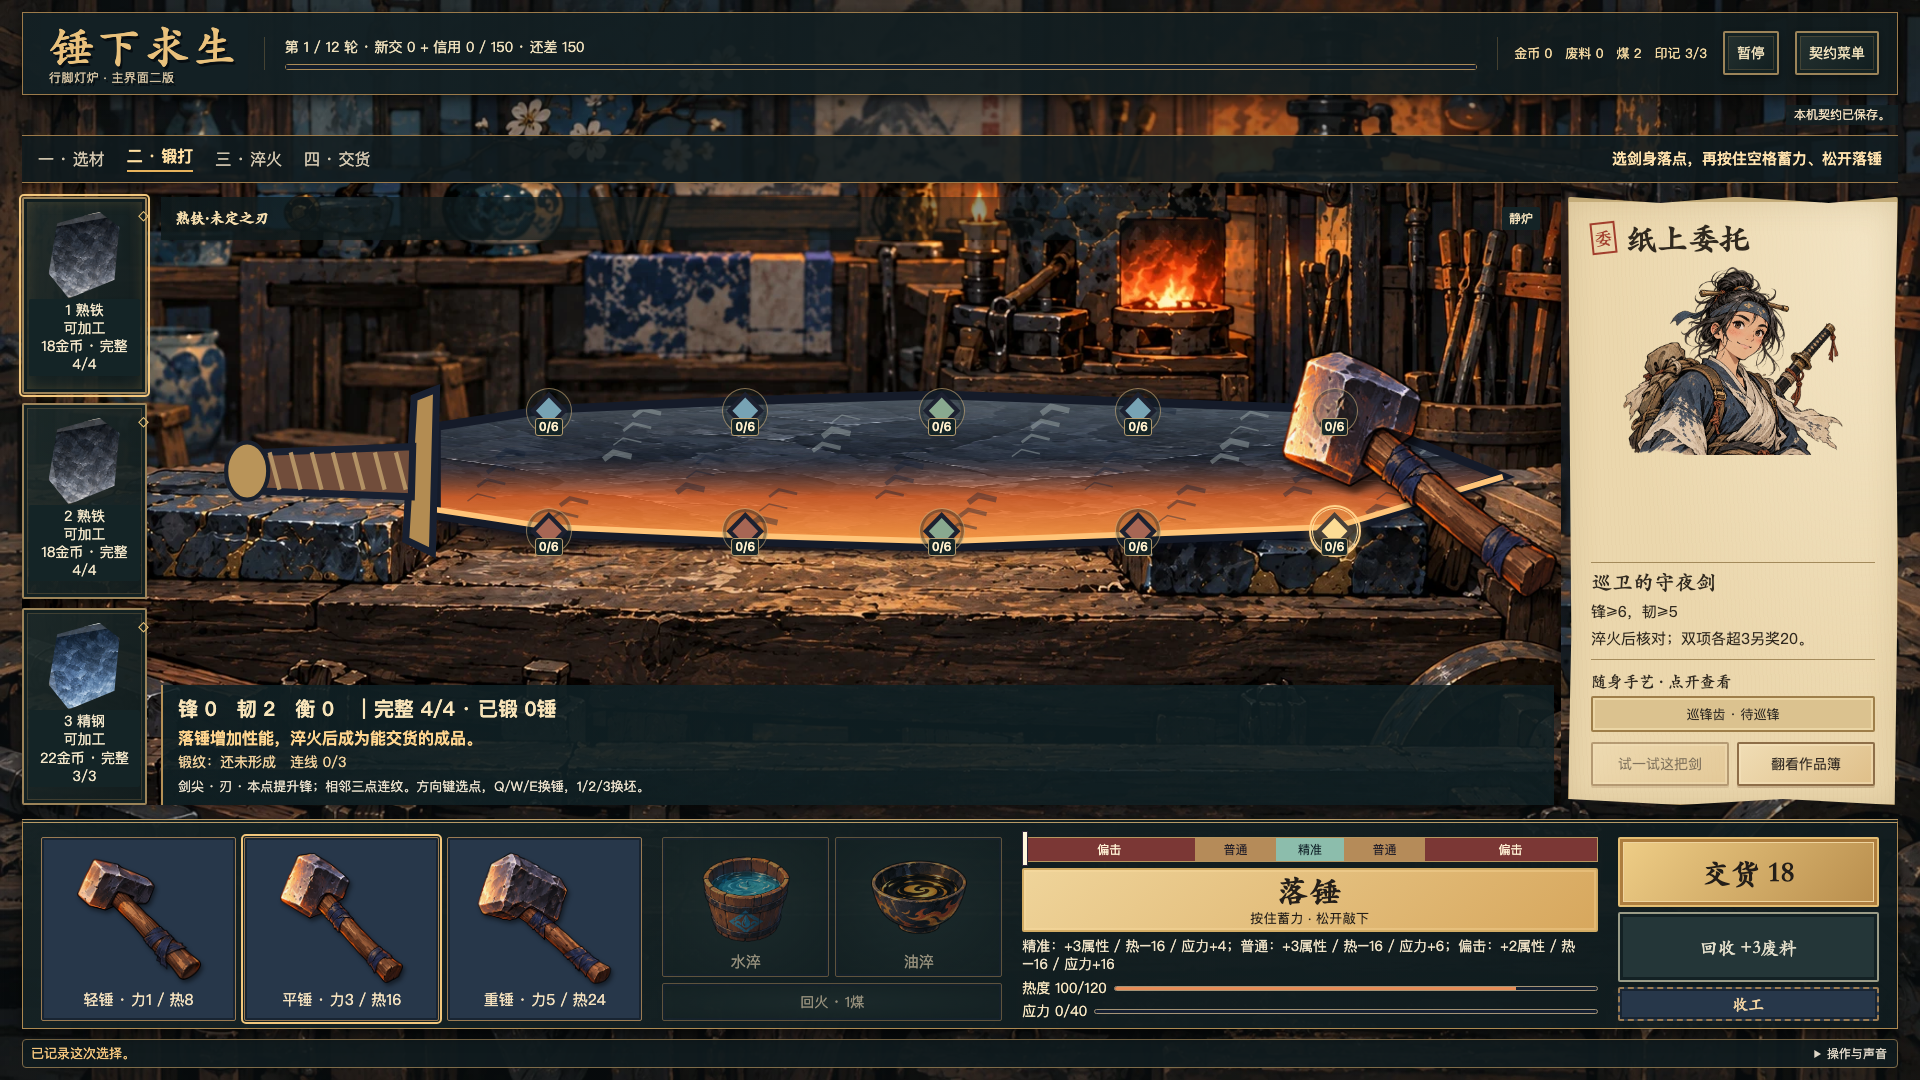 锤下求生
行脚灯炉 · 主界面二版
第 1 / 12 轮 · 新交 0 + 信用 0 / 150 · 还差 150
金币 0 废料 0 煤 2 印记 3/3
暂停
契约菜单
本机契约已保存。
一 · 选材
二 · 锻打
三 · 淬火
四 · 交货
选剑身落点，再按住空格蓄力、松开落锤
1 熟铁
可加工
18金币 · 完整
4/4
2 熟铁
可加工
18金币 · 完整
4/4
3 精钢
可加工
22金币 · 完整
3/3
熟铁·未定之刃
静炉
0/6
0/6
0/6
0/6
0/6
0/6
0/6
0/6
0/6
0/6
锋 0 韧 2 衡 0 | 完整 4/4 · 已锻 0锤
落锤增加性能，淬火后成为能交货的成品。
锻纹：还未形成 连线 0/3
剑尖 · 刃 · 本点提升锋；相邻三点连纹。方向键选点，Q/W/E换锤，1/2/3换坯。
委
纸上委托
巡卫的守夜剑
锋≥6，韧≥5
淬火后核对；双项各超3另奖20。
随身手艺 · 点开查看
巡锋齿 · 待巡锋
试一试这把剑
翻看作品簿
轻锤 · 力1 / 热8
平锤 · 力3 / 热16
重锤 · 力5 / 热24
水淬
油淬
回火 · 1煤
偏击
普通
精准
普通
偏击
落锤
按住蓄力 · 松开敲下
精准：+3属性 / 热−16 / 应力+4；普通：+3属性 / 热−16 / 应力+6；偏击：+2属性 / 热
−16 / 应力+16
热度 100/120
应力 0/40
交货 18
回收 +3废料
收工
已记录这次选择。
▶ 操作与声音